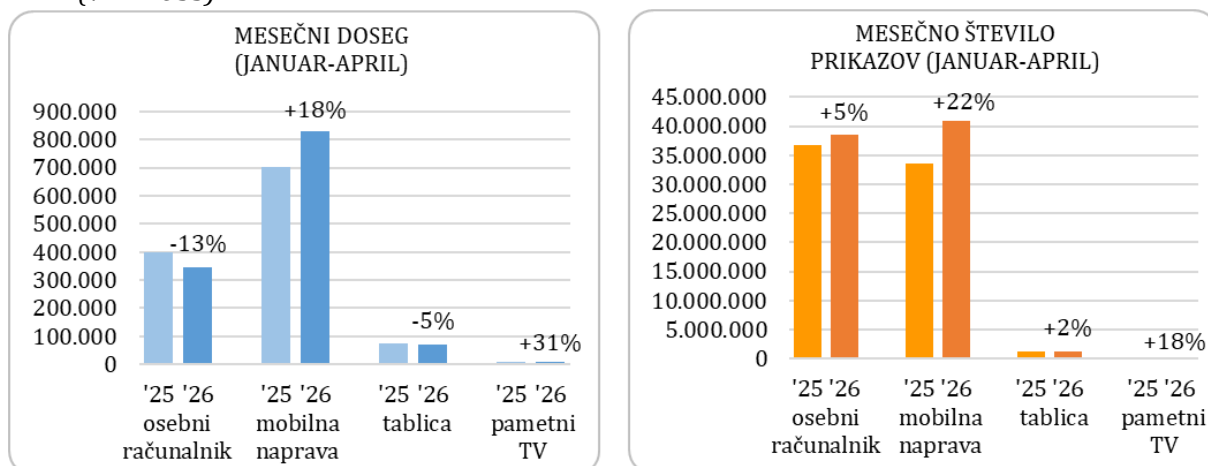 MESEČNI DOSEG
(JANUAR-APRIL)
900.000
800.000
700.000
600.000
500.000
400.000
300.000
200.000
100.000
0
-13%
+18%
-5%
+31%
'25 '26
osebni
računalnik
'25 '26
mobilna
naprava
'25 '26
tablica
'25 '26
pametni
TV
MESEČNO ŠTEVILO
PRIKAZOV (JANUAR-APRIL)
45.000.000
40.000.000
35.000.000
30.000.000
25.000.000
20.000.000
15.000.000
10.000.000
5.000.000
0
+5%
+22%
+2%
+18%
'25 '26
osebni
računalnik
'25 '26
mobilna
naprava
'25 '26
tablica
'25 '26
pametni
TV